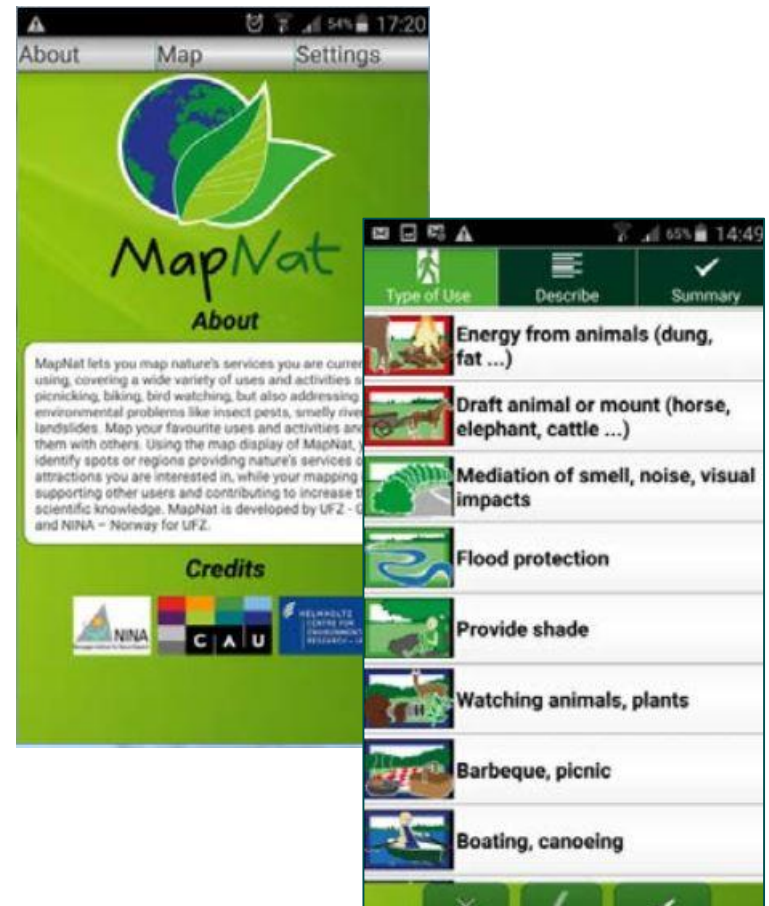 54% 17:20
About Map Settings
MapNat
About
MapNat lets you map nature's services you are curren
using, covering a wide variety of uses and activities s
picnicking, biking, bird watching, but also addressing
environmental problems like insect pests, smelly rive
landslides. Map your favourite uses and activities an
them with others. Using the map display of MapNat, y
identify spots or regions providing nature's services o
attractions you are interested in, while your mapping
supporting other users and contributing to increase t
scientific knowledge. MapNat is developed by UFZ - G
and NINA – Norway for UFZ.
Credits
NINA
CAU
HELMHOLTZ
CENTRE FOR
ENVIRONMENTAL
65% 14:49
Type of Use Describe Summary
Energy from animals (dung,
fat ...)
Draft animal or mount (horse,
elephant, cattle ...)
Mediation of smell, noise, visual
impacts
Flood protection
Provide shade
Watching animals, plants
Barbeque, picnic
Boating, canoeing